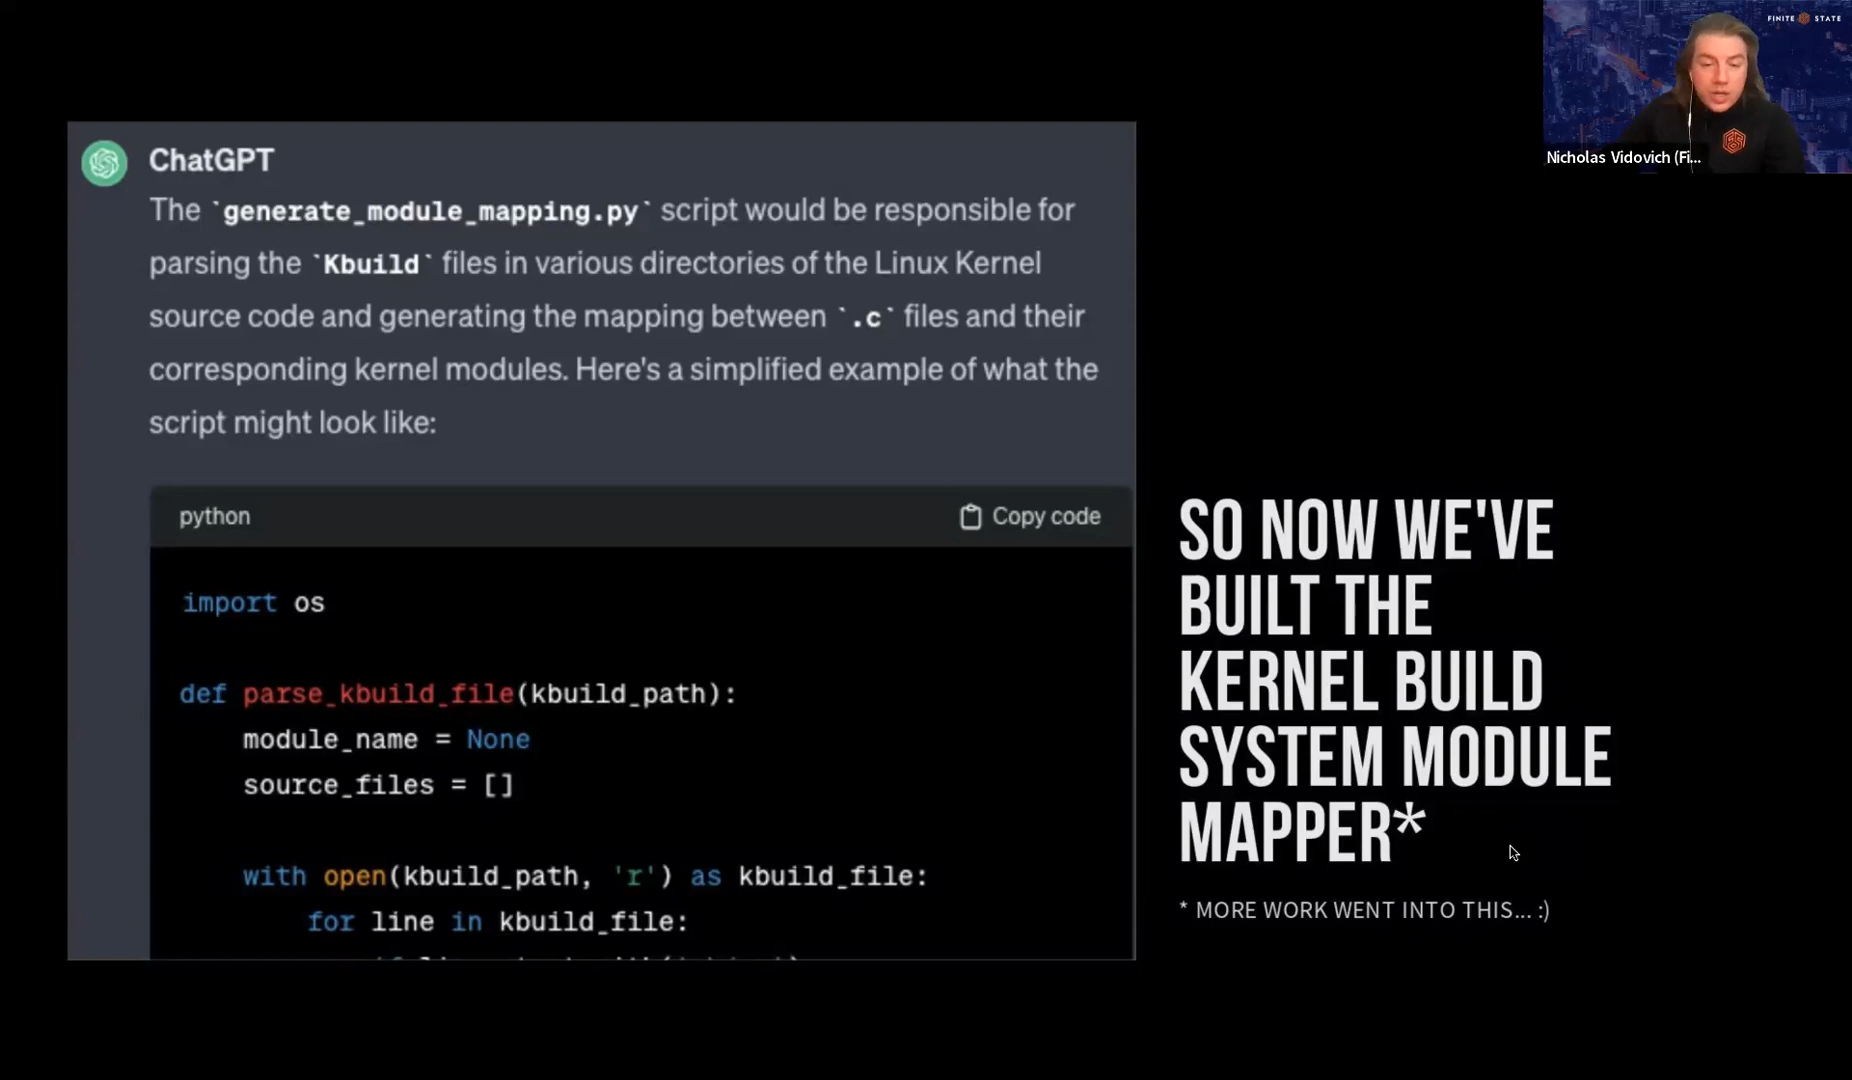 FINITE STATE
Nicholas Vidovich (Fi...
ChatGPT
The `generate_module_mapping.py` script would be responsible for
parsing the `Kbuild` files in various directories of the Linux Kernel
source code and generating the mapping between `.c` files and their
corresponding kernel modules. Here's a simplified example of what the
script might look like:
python
Copy code
import os
def parse_kbuild_file(kbuild_path):
module_name = None
source_files = []
with open(kbuild_path, 'r') as kbuild_file:
for line in kbuild_file:
SO NOW WE'VE
BUILT THE
KERNEL BUILD
SYSTEM MODULE
MAPPER*
* MORE WORK WENT INTO THIS... :)